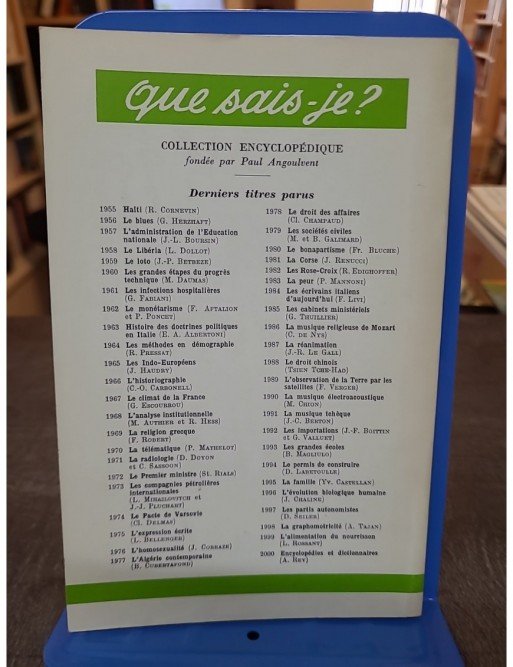 que sais-je?
COLLECTION ENCYCLOPÉDIQUE
fondée par Paul Angoulvent
Derniers titres parus
1955 Haïti (R. CORNEVIN)
1956 Le blues (G. HERZHAFT)
1957 L'administration de l'Education
nationale (J.-L. BOURSIN)
1958 Le Libéria (L. DOLLOT)
1959 Le loto (J.-P. BETBEZE)
1960 Les grandes étapes du progrès
technique (M. DAUMAS)
1961 Les infections hospitalières
(G. FABIANI)
1962 Le monétarisme (F. AFTALION
et P. PONCET)
1963 Histoire des doctrines politiques
en Italie (E. A. ALBERTONI)
1964 Les méthodes en démographie
(R. PRESSAT)
1965 Les Indo-Européens
(J. HAUDRY)
1966 L'historiographie
(C.-O. CARBONELL)
1967 Le climat de la France
(G. ESCOURROU)
1968 L'analyse institutionnelle
(M. AUTHIER et R. HESS)
1969 La religion grecque
(F. ROBERT)
1970 La télématique (P. MATHELOT)
1971 La radiologie (D. DOYON
et C. SASSOON)
1972 Le Premier ministre (ST. RIALS)
1973 Les compagnies pétrolières
internationales
(L. MIHAILOVITCH et
J.-J. PLUCHART)
1974 Le Pacte de Varsovie
(CL. DELMAS)
1975 L'expression écrite
(L. BELLENGER)
1976 L'homosexualité (J. CORRAZE)
1977 L'Algérie contemporaine
(B. CUBERTAFOND)
1978 Le droit des affaires
(CL. CHAMPAUD)
1979 Les sociétés civiles
(M. et B. GALIMARD)
1980 Le bonapartisme (FR. BLUCHE)
1981 La Corse (J. RENUCCI)
1982 Les Rose-Croix (R. EDIGHOFFER)
1983 La peur (P. MANNONI)
1984 Les écrivains italiens
d'aujourd'hui (F. LIVI)
1985 Les cabinets ministériels
(G. THUILLIER)
1986 La musique religieuse de Mozart
(C. DE NYS)
1987 La réanimation
(J.-R. LE GALL)
1988 Le droit chinois
(TSIEN TCHE-HAO)
1989 L'observation de la Terre par les
satellites (F. VERGER)
1990 La musique électroacoustique
(M. CHION)
1991 La musique tchèque
(J.-C. BERTON)
1992 Les importations (J.-F. BOITTIN
et G. VALLUET)
1993 Les grandes écoles
(B. MAGLIULO)
1994 Le permis de construire
(D. LABETOULLE)
1995 La famille (YV. CASTELLAN)
1996 L'évolution biologique humaine
(J. CHALINE)
1997 Les partis autonomistes
(D. SEILER)
1998 La graphomotricité (A. TAJAN)
1999 L'alimentation du nourrisson
(L. ROSSANT)
2000 Encyclopédies et dictionnaires
(A. REY)